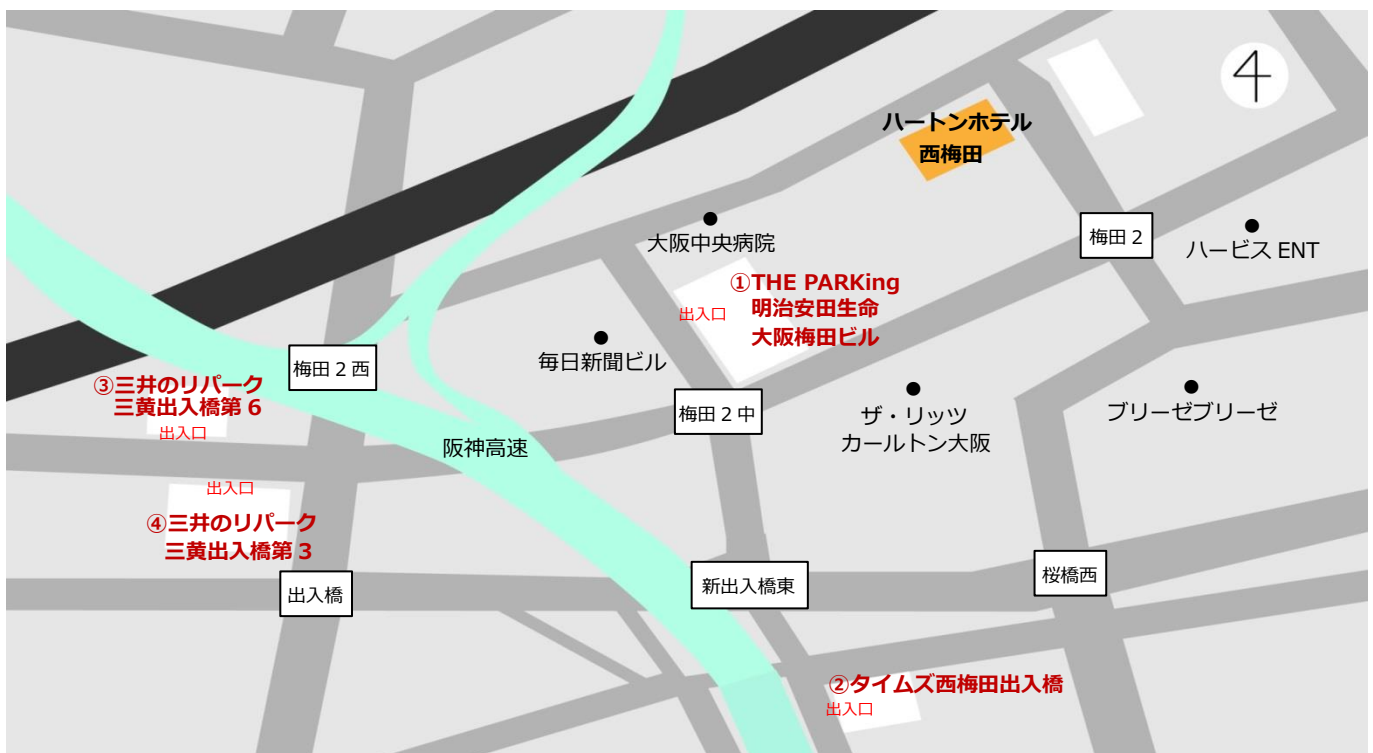 ハートンホテル
西梅田
大阪中央病院
梅田2
ハービス ENT
①THE PARKing
明治安田生命
大阪梅田ビル
出入口
毎日新聞ビル
梅田2西
③三井のリパーク
三黄出入橋第6
出入口
梅田2中
ザ・リッツ
カールトン大阪
ブリーゼブリーゼ
阪神高速
出入口
④三井のリパーク
三黄出入橋第3
出入橋
新出入橋東
桜橋西
②タイムズ西梅田出入橋
出入口